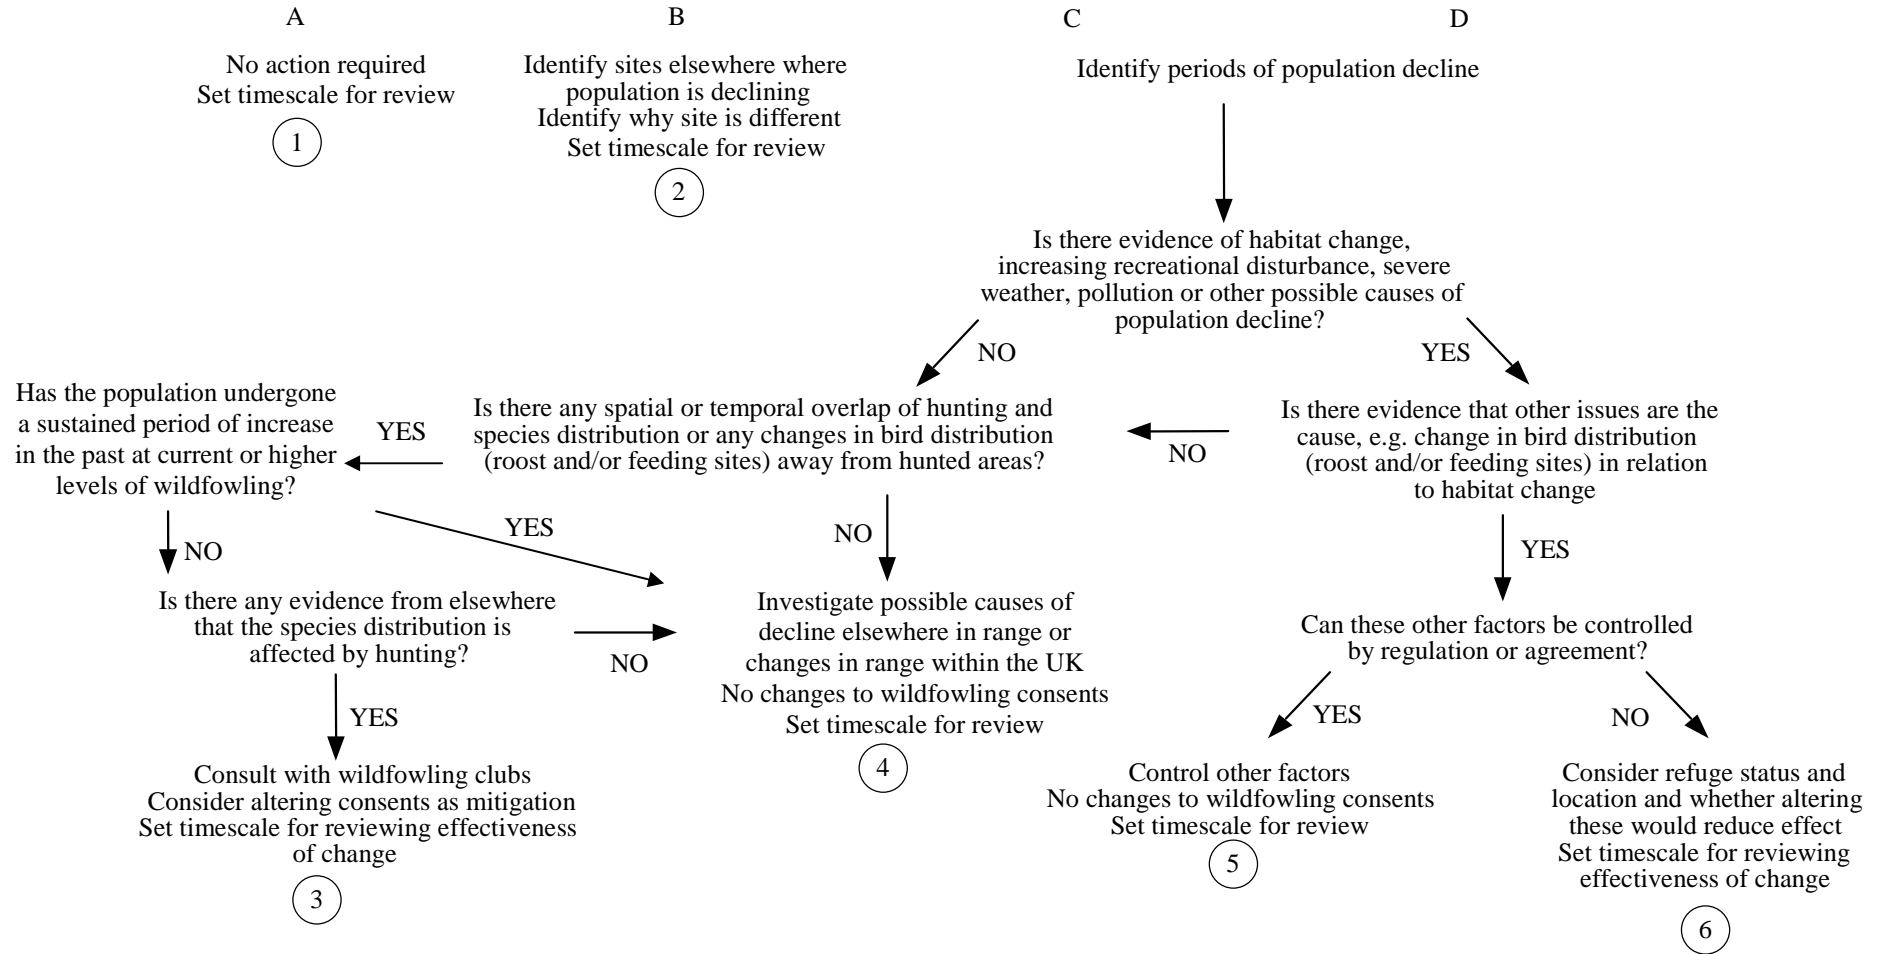 A
B
C
D
No action required
Set timescale for review
1
Identify sites elsewhere where
population is declining
Identify why site is different
Set timescale for review
2
Identify periods of population decline
Is there evidence of habitat change,
increasing recreational disturbance, severe
weather, pollution or other possible causes of
population decline?
NO
YES
Has the population undergone
a sustained period of increase
in the past at current or higher
levels of wildfowling?
YES
Is there any spatial or temporal overlap of hunting and
species distribution or any changes in bird distribution
(roost and/or feeding sites) away from hunted areas?
NO
Is there evidence that other issues are the
cause, e.g. change in bird distribution
(roost and/or feeding sites) in relation
to habitat change
NO
YES
NO
YES
Is there any evidence from elsewhere
that the species distribution is
affected by hunting?
NO
Investigate possible causes of
decline elsewhere in range or
changes in range within the UK
No changes to wildfowling consents
Set timescale for review
4
Can these other factors be controlled
by regulation or agreement?
YES
YES
NO
Consult with wildfowling clubs
Consider altering consents as mitigation
Set timescale for reviewing effectiveness
of change
3
Control other factors
No changes to wildfowling consents
Set timescale for review
5
Consider refuge status and
location and whether altering
these would reduce effect
Set timescale for reviewing
effectiveness of change
6